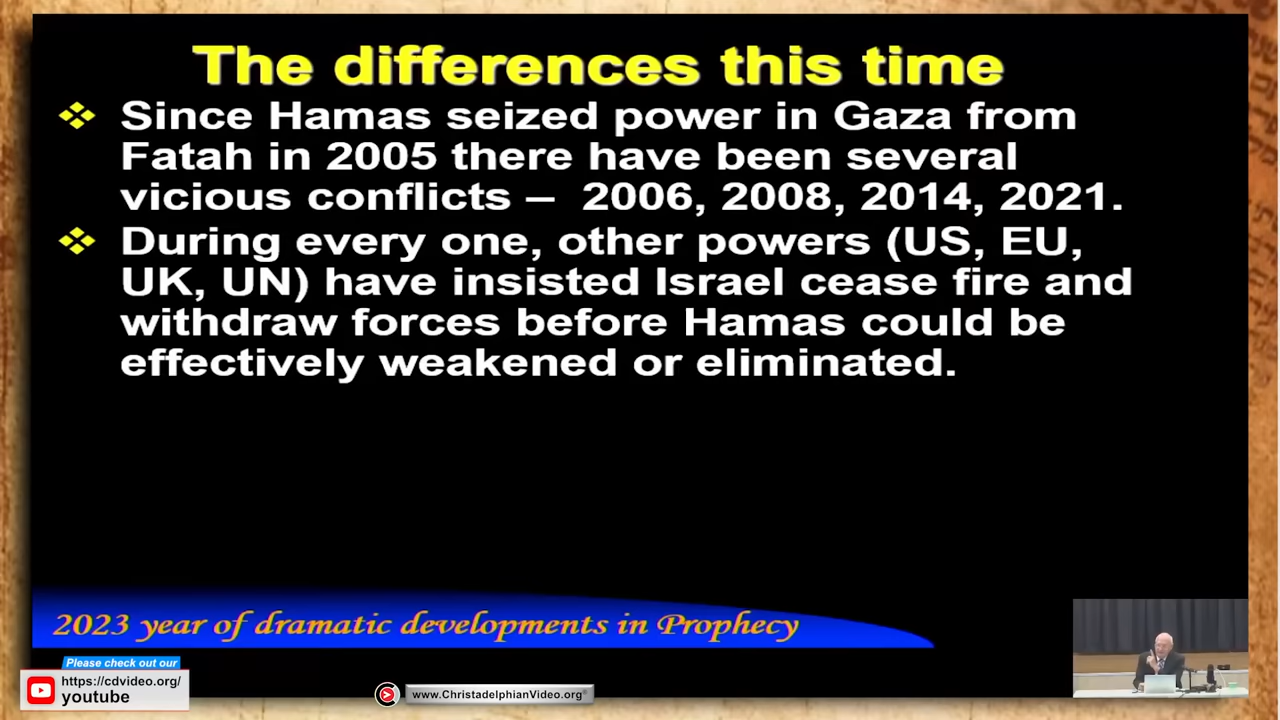 The differences this time
Since Hamas seized power in Gaza from
Fatah in 2005 there have been several
vicious conflicts – 2006, 2008, 2014, 2021.
During every one, other powers (US, EU,
UK, UN) have insisted Israel cease fire and
withdraw forces before Hamas could be
effectively weakened or eliminated.
2023 year of dramatic developments in Prophecy
Please check out our
https://cdvideo.org/
youtube
www.ChristadelphianVideo.org